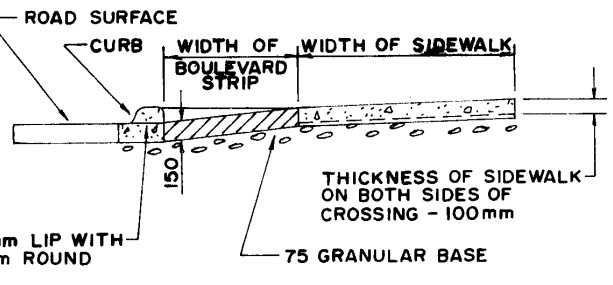 ROAD SURFACE
CURB
WIDTH OF
BOULEVARD
STRIP
WIDTH OF SIDEWALK
150
THICKNESS OF SIDEWALK
ON BOTH SIDES OF
CROSSING - 100mm
LIP WITH
ROUND
75 GRANULAR BASE